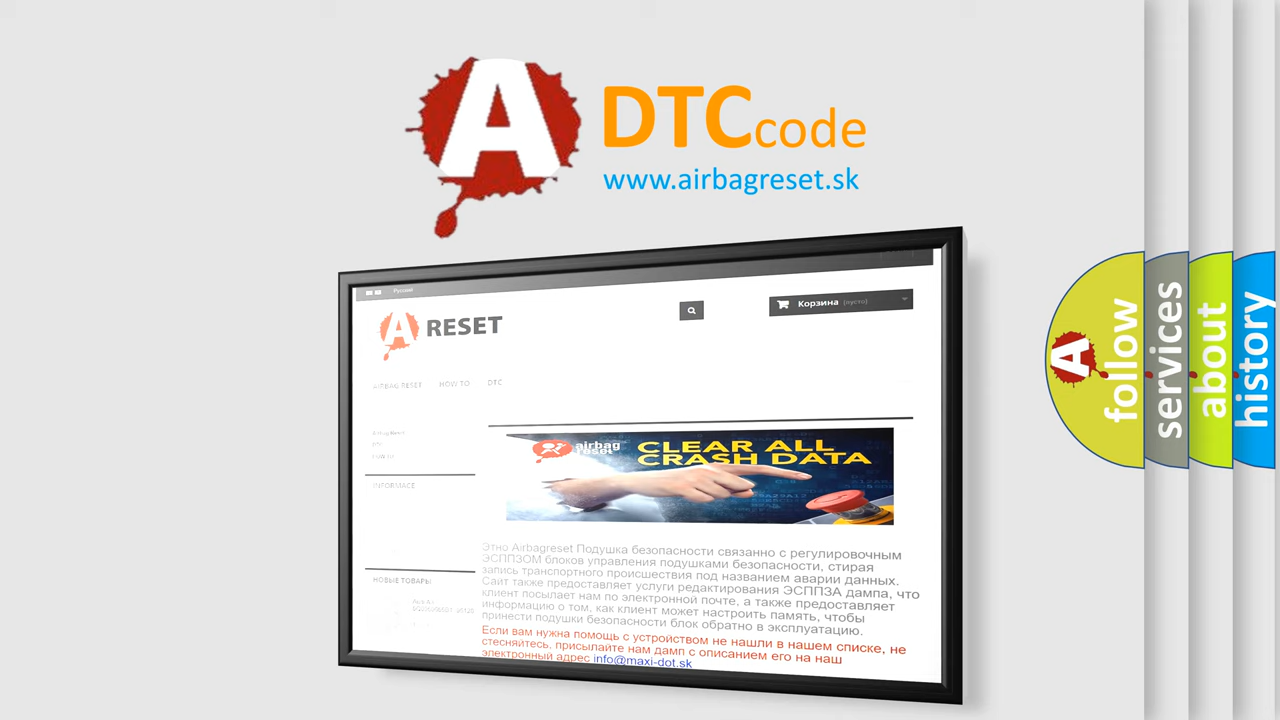 A
DTC code
www.airbagreset.sk
Русский
A RESET
Корзина (пусто)
AIRBAG RESET HOW TO DTC
INFORMACE
airbag reset
CLEAR ALL
CRASH DATA
Этно Airbagreset Подушка безопасности связанно с регулировочным
ЭСППЗОМ блоков управления подушками безопасности, стирая
запись транспортного происшествия под названием аварии данных.
Сайт также предоставляет услуги редактирования ЭСППЗА дампа, что
клиент посылает нам по электронной почте, а также предоставляет
информацию о том, как клиент может настроить память, чтобы
принести подушки безопасности блок обратно в эксплуатацию.
Если вам нужна помощь с устройством не нашли в нашем списке, не
стесняйтесь, присылайте нам дамп с описанием его на наш
электронный адрес info@maxi-dot.sk
НОВЫЕ ТОВАРЫ
A
follow
services
about
history